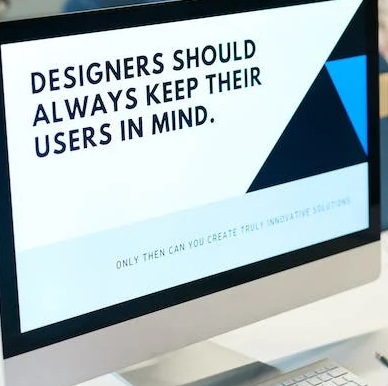 DESIGNERS SHOULD
ALWAYS KEEP THEIR
USERS IN MIND.
ONLY THEN CAN YOU CREATE TRULY INNOVATIVE SOLUTIONS.